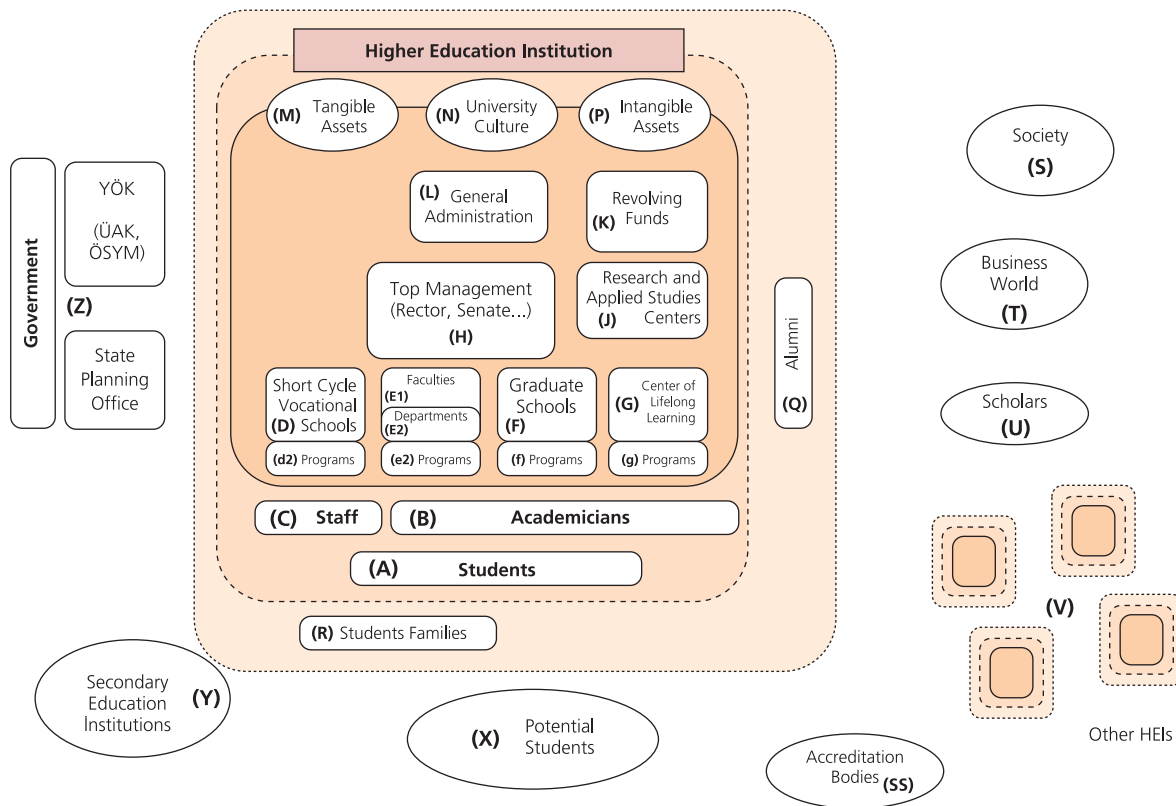 Higher Education Institution
(M) Tangible
Assets
(N) University
Culture
(P) Intangible
Assets
(L) General
Administration
Revolving
(K) Funds
Top Management
(Rector, Senate...)
(H)
Research and
Applied Studies
(J) Centers
Short Cycle
Vocational
(D) Schools
(d2) Programs
Faculties
(E1)
Departments
(E2)
(e2) Programs
Graduate
Schools
(F)
(f) Programs
Center of
(G) Lifelong
Learning
(g) Programs
(C) Staff
(B) Academicians
(A) Students
(R) Students Families
Alumni
(Q)
Government
YÖK
(ÜAK,
ÖSYM)
(Z)
State
Planning
Office
Society
(S)
Business
World
(T)
Scholars
(U)
(V)
Other HEIs
Secondary
Education
Institutions
(Y)
(X) Potential
Students
Accreditation
Bodies (SS)